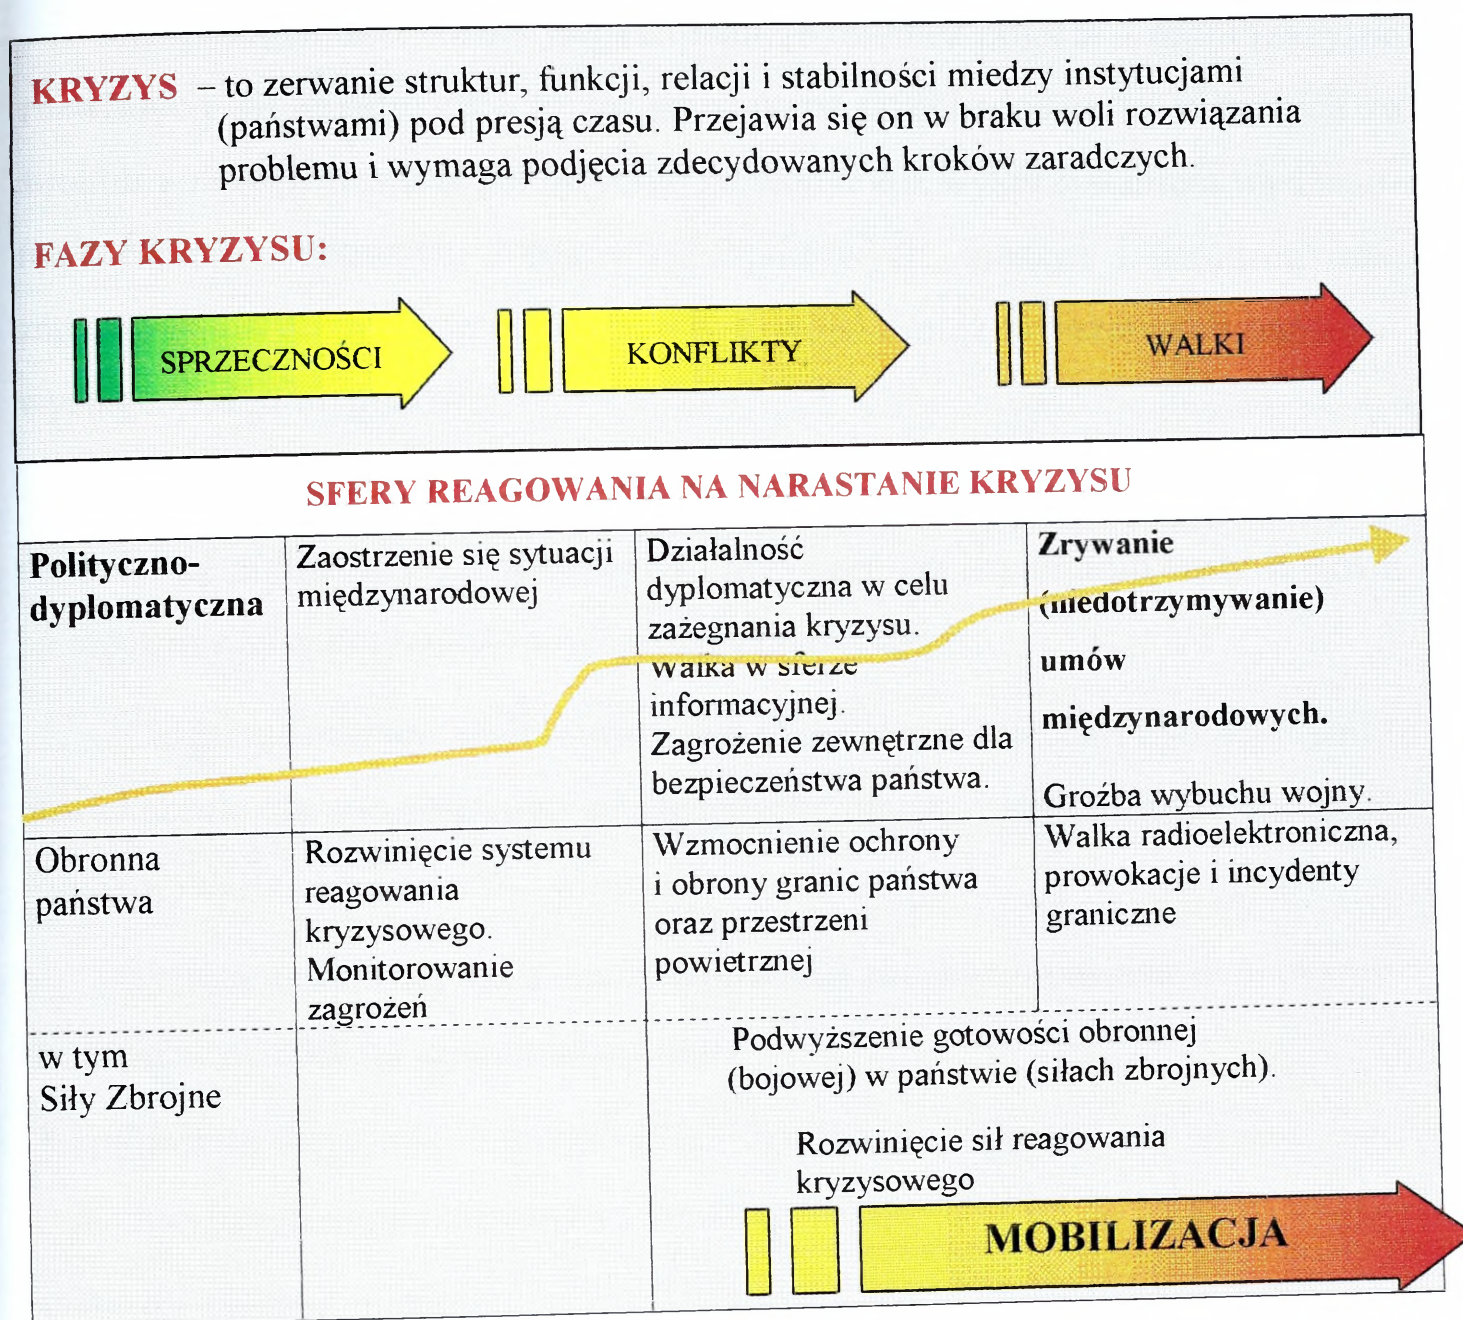 KRYZYS – to zerwanie struktur, funkcji, relacji i stabilności miedzy instytucjami
(państwami) pod presją czasu. Przejawia się on w braku woli rozwiązania
problemu i wymaga podjęcia zdecydowanych kroków zaradczych.
FAZY KRYZYSU:
SPRZECZNOŚCI
KONFLIKTY
WALKI
SFERY REAGOWANIA NA NARASTANIE KRYZYSU
Polityczno-
dyplomatyczna
Zaostrzenie się sytuacji
międzynarodowej
Działalność
dyplomatyczna w celu
zażegnania kryzysu.
Walka w sferze
informacyjnej.
Zagrożenie zewnętrzne dla
bezpieczeństwa państwa.
Zrywanie
(niedotrzymywanie)
umów
międzynarodowych.
Groźba wybuchu wojny.
Obronna
państwa
Rozwinięcie systemu
reagowania
kryzysowego.
Monitorowanie
zagrożeń
Wzmocnienie ochrony
i obrony granic państwa
oraz przestrzeni
powietrznej
Walka radioelektroniczna,
prowokacje i incydenty
graniczne
w tym
Siły Zbrojne
Podwyższenie gotowości obronnej
(bojowej) w państwie (siłach zbrojnych).
Rozwinięcie sił reagowania
kryzysowego
MOBILIZACJA